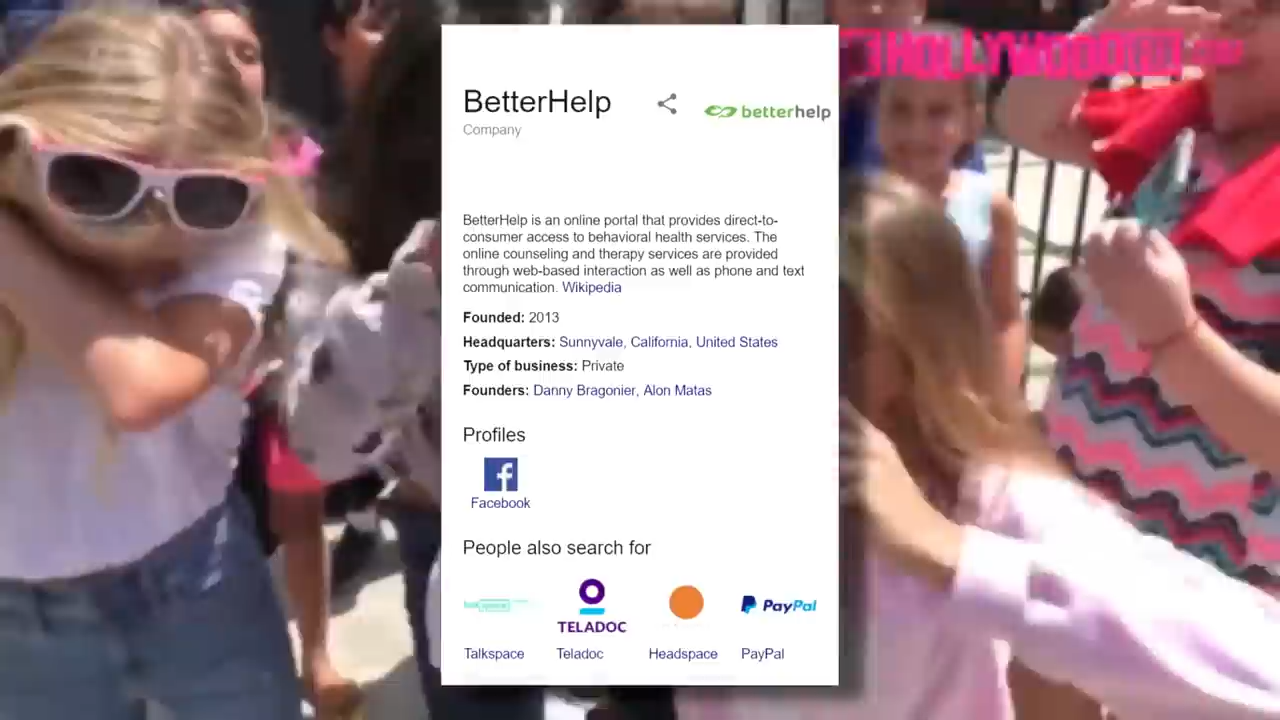 HOLLYWOOD
BetterHelp
betterhelp
Company
BetterHelp is an online portal that provides direct-to-
consumer access to behavioral health services. The
online counseling and therapy services are provided
through web-based interaction as well as phone and text
communication. Wikipedia
Founded: 2013
Headquarters: Sunnyvale, California, United States
Type of business: Private
Founders: Danny Bragonier, Alon Matas
Profiles
Facebook
People also search for
TELADOC
PayPal
Talkspace Teladoc Headspace PayPal